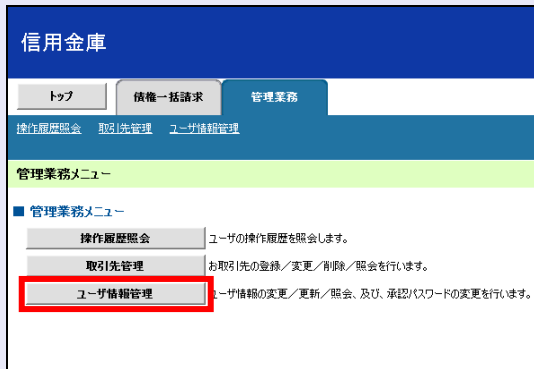 信用金庫
トップ 債権一括請求 管理業務
操作履歴照会 取引先管理 ユーザ情報管理
管理業務メニュー
■ 管理業務メニュー
操作履歴照会 ユーザの操作履歴を照会します。
取引先管理 お取引先の登録／変更／削除／照会を行います。
ユーザ情報管理 ユーザ情報の変更／更新／照会、及び、承認パスワードの変更を行います。